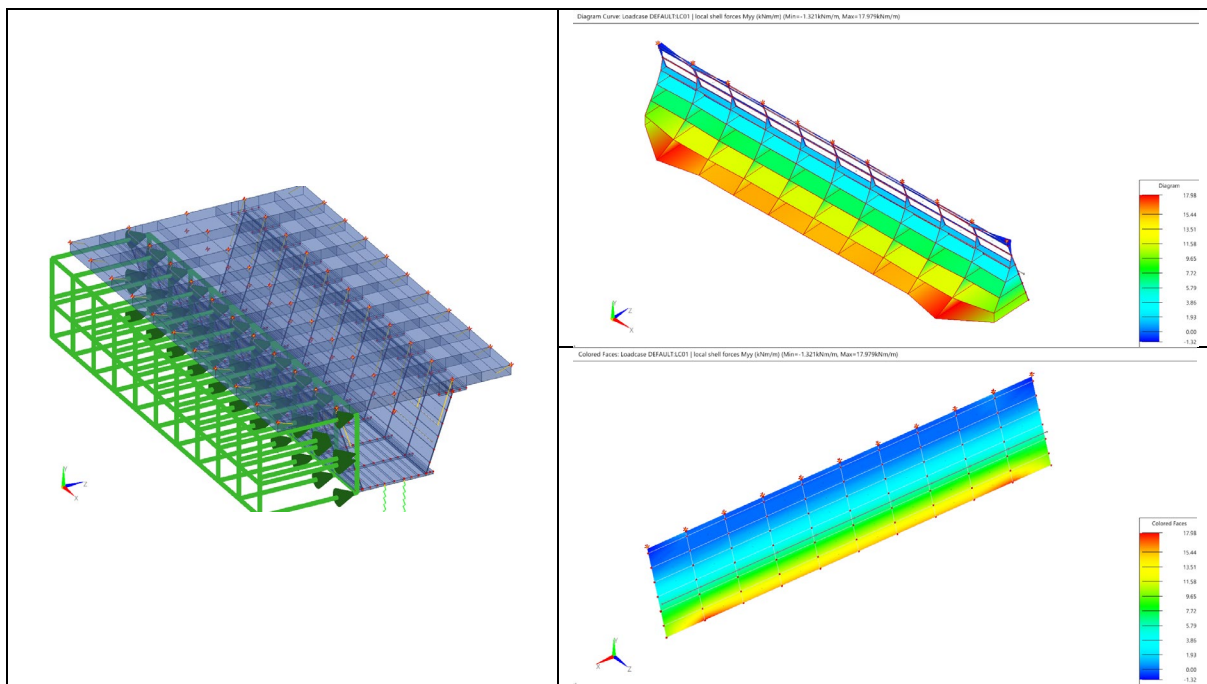 Diagram Curve: Loadcase DEFAULT:LC01 | local shell forces Myy (kNm/m) (Min=-1.321kNm/m, Max=17.979kNm/m)
Diagram
17.98
15.44
13.51
11.58
9.65
7.72
5.79
3.86
1.93
0.00
-1.32
Y
Z
X
Y
Z
X
Colored Faces: Loadcase DEFAULT:LC01 | local shell forces Myy (kNm/m) (Min=-1.321kNm/m, Max=17.979kNm/m)
Colored Faces
17.98
15.44
13.51
11.58
9.65
7.72
5.79
3.86
1.93
0.00
-1.32
Y
X
Z